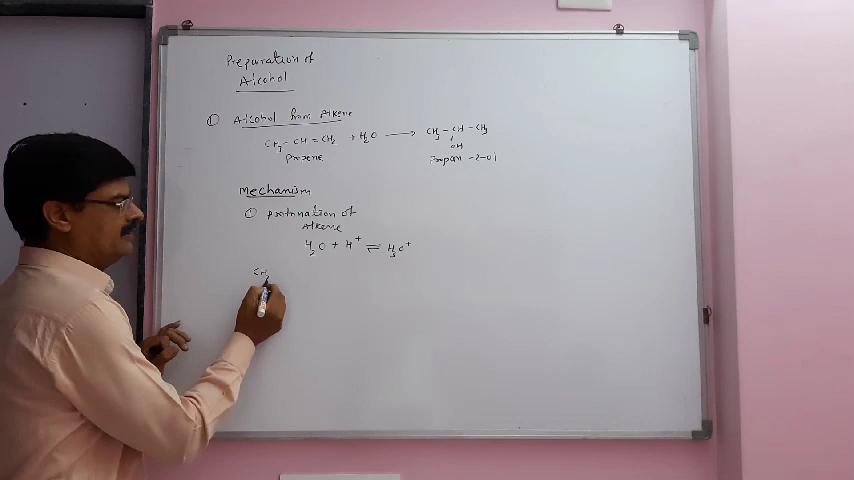 Preparation of
Alcohol
① Alcohol from Alkene
CH₃ - CH = CH₂ + H₂O ⟶ CH₃ - CH - CH₃
OH
Propene Propan - 2 - ol
Mechanism
① protonation of
Alkene
H₂O + H⁺ ⇌ H₃O⁺
CH₃